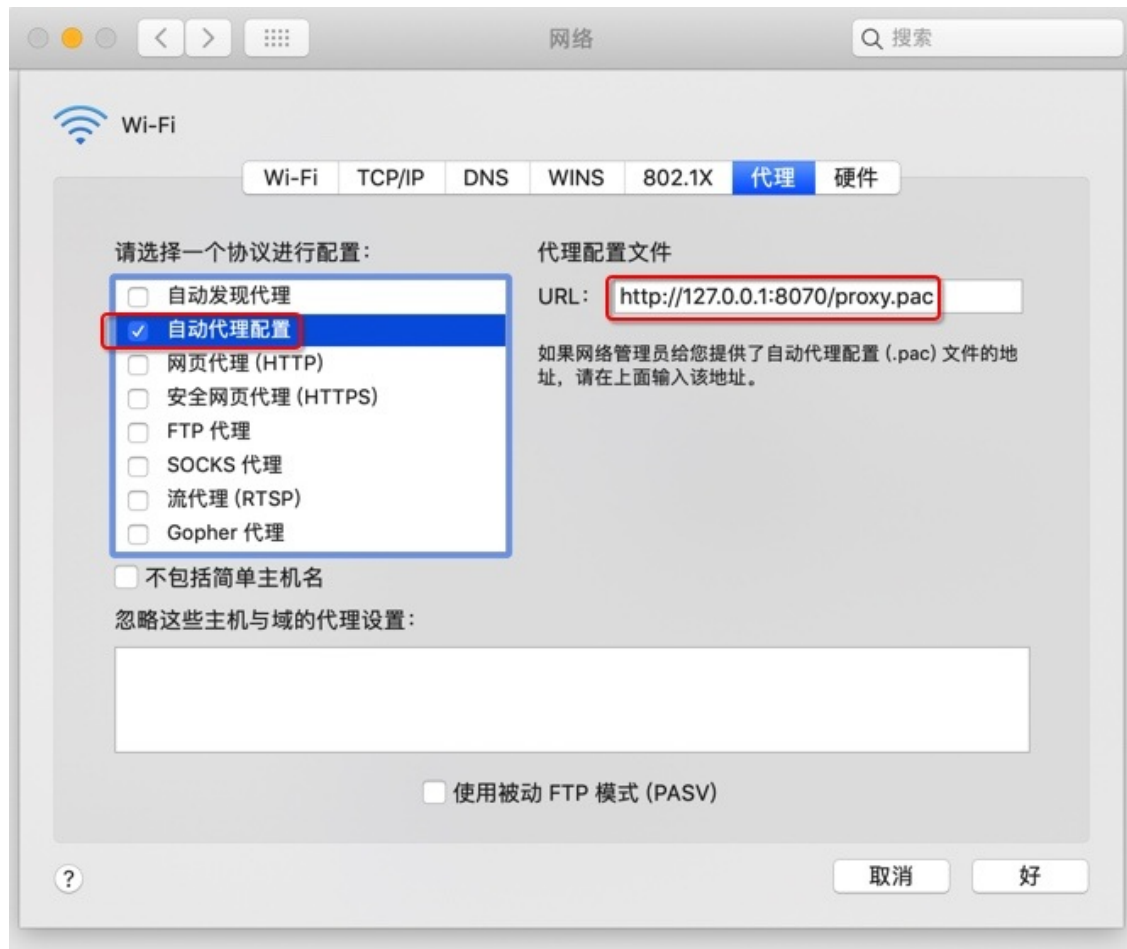 网络
搜索
Wi-Fi
Wi-Fi TCP/IP DNS WINS 802.1X 代理 硬件
请选择一个协议进行配置：
自动发现代理
自动代理配置
网页代理 (HTTP)
安全网页代理 (HTTPS)
FTP 代理
SOCKS 代理
流代理 (RTSP)
Gopher 代理
代理配置文件
URL： http://127.0.0.1:8070/proxy.pac
如果网络管理员给您提供了自动代理配置 (.pac) 文件的地
址，请在上面输入该地址。
不包括简单主机名
忽略这些主机与域的代理设置：
使用被动 FTP 模式 (PASV)
?
取消 好